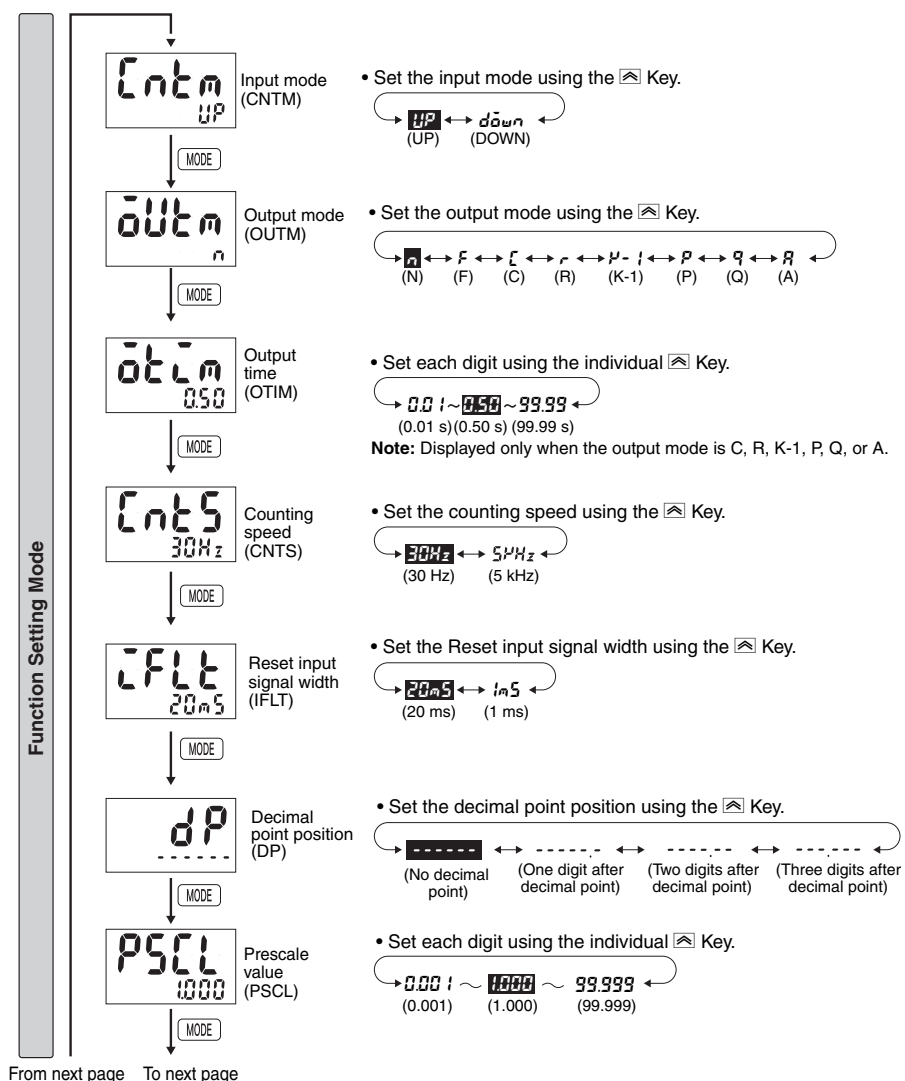 Function Setting Mode
Cntm
UP
Input mode
(CNTM)
• Set the input mode using the Key.
UP down
(UP) (DOWN)
MODE
OUtm
n
Output mode
(OUTM)
• Set the output mode using the Key.
n F C r K-1 P q A
(N) (F) (C) (R) (K-1) (P) (Q) (A)
MODE
otim
0.50
Output
time
(OTIM)
• Set each digit using the individual Key.
0.01~0.50~99.99
(0.01 s)(0.50 s) (99.99 s)
Note: Displayed only when the output mode is C, R, K-1, P, Q, or A.
MODE
CntS
30Hz
Counting
speed
(CNTS)
• Set the counting speed using the Key.
30Hz 5KHz
(30 Hz) (5 kHz)
MODE
iFLt
20mS
Reset input
signal width
(IFLT)
• Set the Reset input signal width using the Key.
20mS 1mS
(20 ms) (1 ms)
MODE
dP
------
Decimal
point position
(DP)
• Set the decimal point position using the Key.
------ -----.- ----.-- ---.---
(No decimal point) (One digit after decimal point) (Two digits after decimal point) (Three digits after decimal point)
MODE
PSCL
1.000
Prescale
value
(PSCL)
• Set each digit using the individual Key.
0.001 ~ 1.000 ~ 99.999
(0.001) (1.000) (99.999)
MODE
From next page To next page